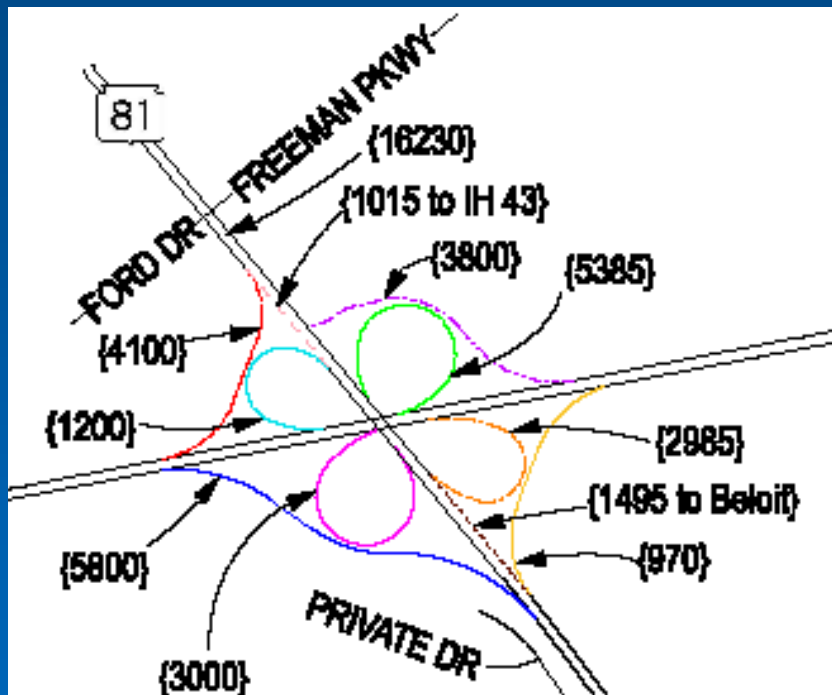 81
FORD DR
FREEMAN PKWY
{16230}
{1015 to IH 43}
{3800}
{5385}
{4100}
{1200}
{2985}
{1495 to Beloit}
{5800}
{970}
{3000}
PRIVATE DR